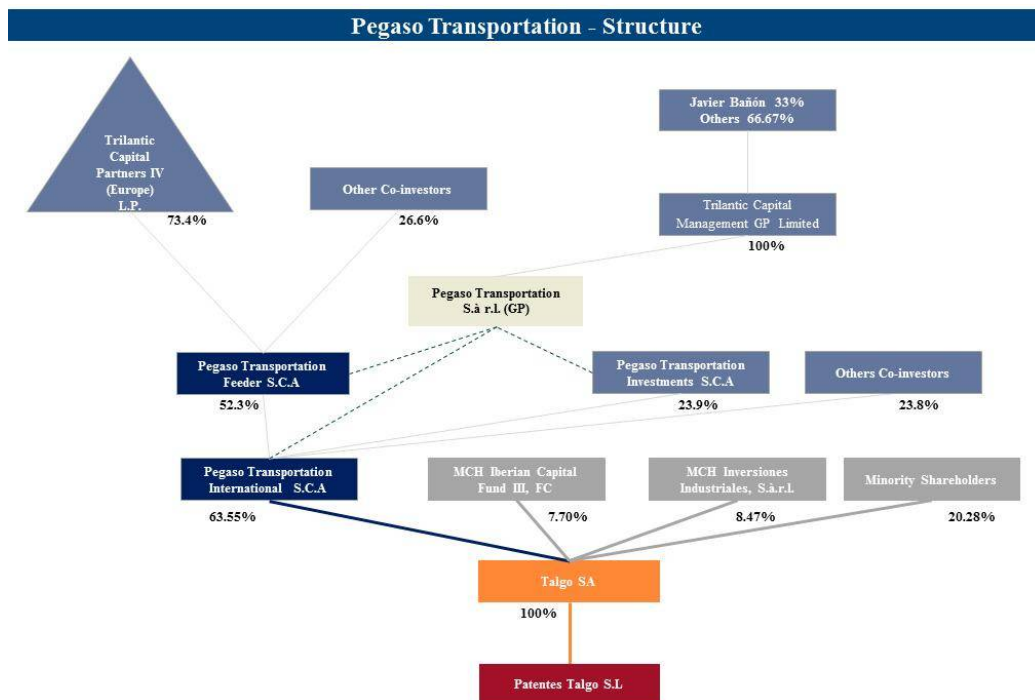 Pegaso Transportation - Structure
Trilantic
Capital
Partners IV
(Europe)
L.P.
73.4%
Other Co-investors
26.6%
Javier Bañón 33%
Others 66.67%
Trilantic Capital
Management GP Limited
100%
Pegaso Transportation
S.à r.l. (GP)
Pegaso Transportation
Feeder S.C.A
52.3%
Pegaso Transportation
Investments S.C.A
23.9%
Others Co-investors
23.8%
Pegaso Transportation
International S.C.A
63.55%
MCH Iberian Capital
Fund III, FC
7.70%
MCH Inversiones
Industriales, S.à.r.l.
8.47%
Minority Shareholders
20.28%
Talgo SA
100%
Patentes Talgo S.L